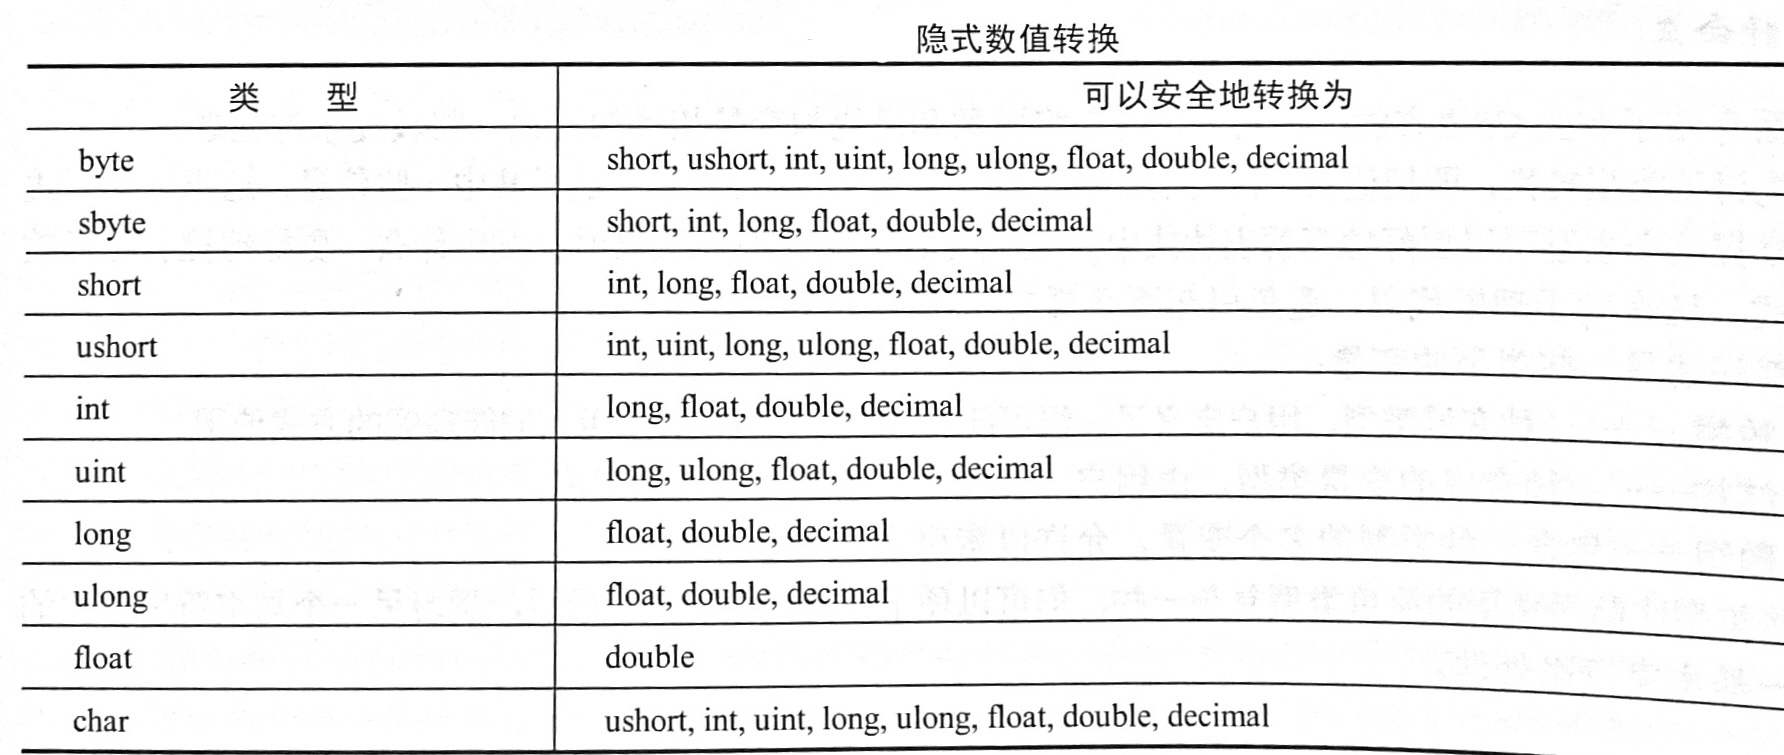 隐式数值转换
类 型 可以安全地转换为
byte short, ushort, int, uint, long, ulong, float, double, decimal
sbyte short, int, long, float, double, decimal
short int, long, float, double, decimal
ushort int, uint, long, ulong, float, double, decimal
int long, float, double, decimal
uint long, ulong, float, double, decimal
long float, double, decimal
ulong float, double, decimal
float double
char ushort, int, uint, long, ulong, float, double, decimal